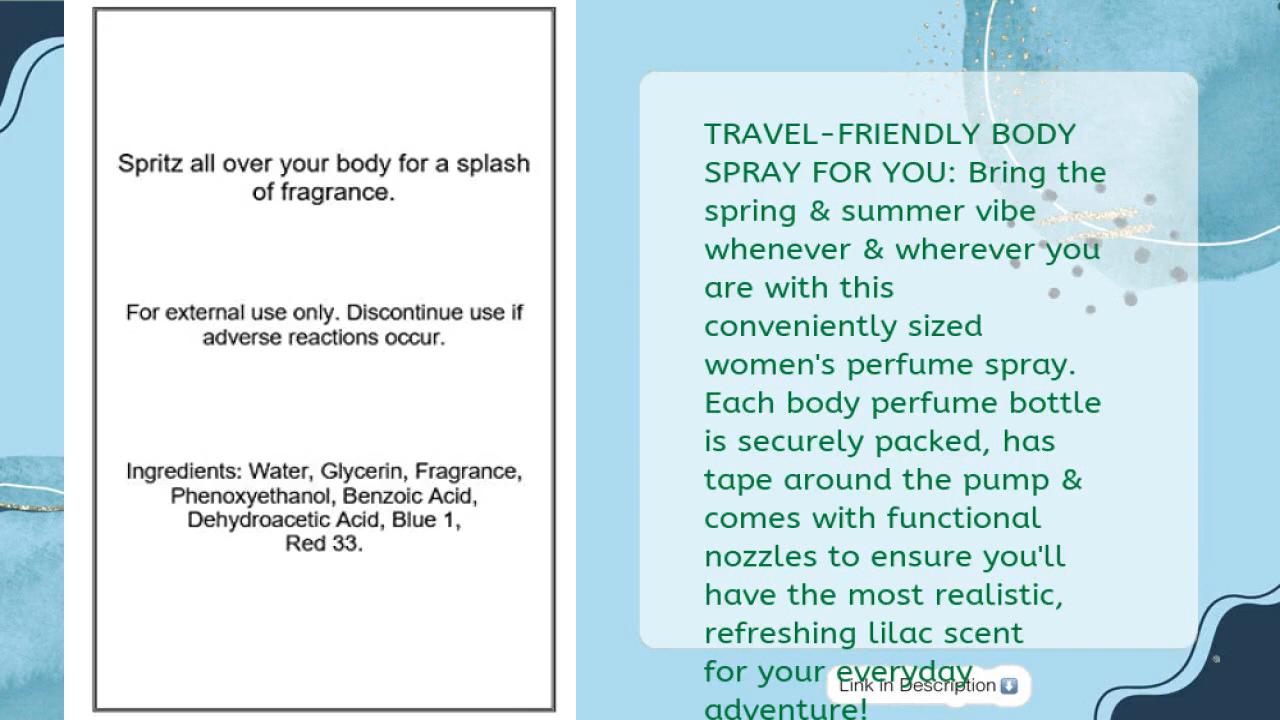 Spritz all over your body for a splash
of fragrance.
For external use only. Discontinue use if
adverse reactions occur.
Ingredients: Water, Glycerin, Fragrance,
Phenoxyethanol, Benzoic Acid,
Dehydroacetic Acid, Blue 1,
Red 33.
TRAVEL-FRIENDLY BODY
SPRAY FOR YOU: Bring the
spring & summer vibe
whenever & wherever you
are with this
conveniently sized
women's perfume spray.
Each body perfume bottle
is securely packed, has
tape around the pump &
comes with functional
nozzles to ensure you'll
have the most realistic,
refreshing lilac scent
for your everyday
Link in Description
adventure!